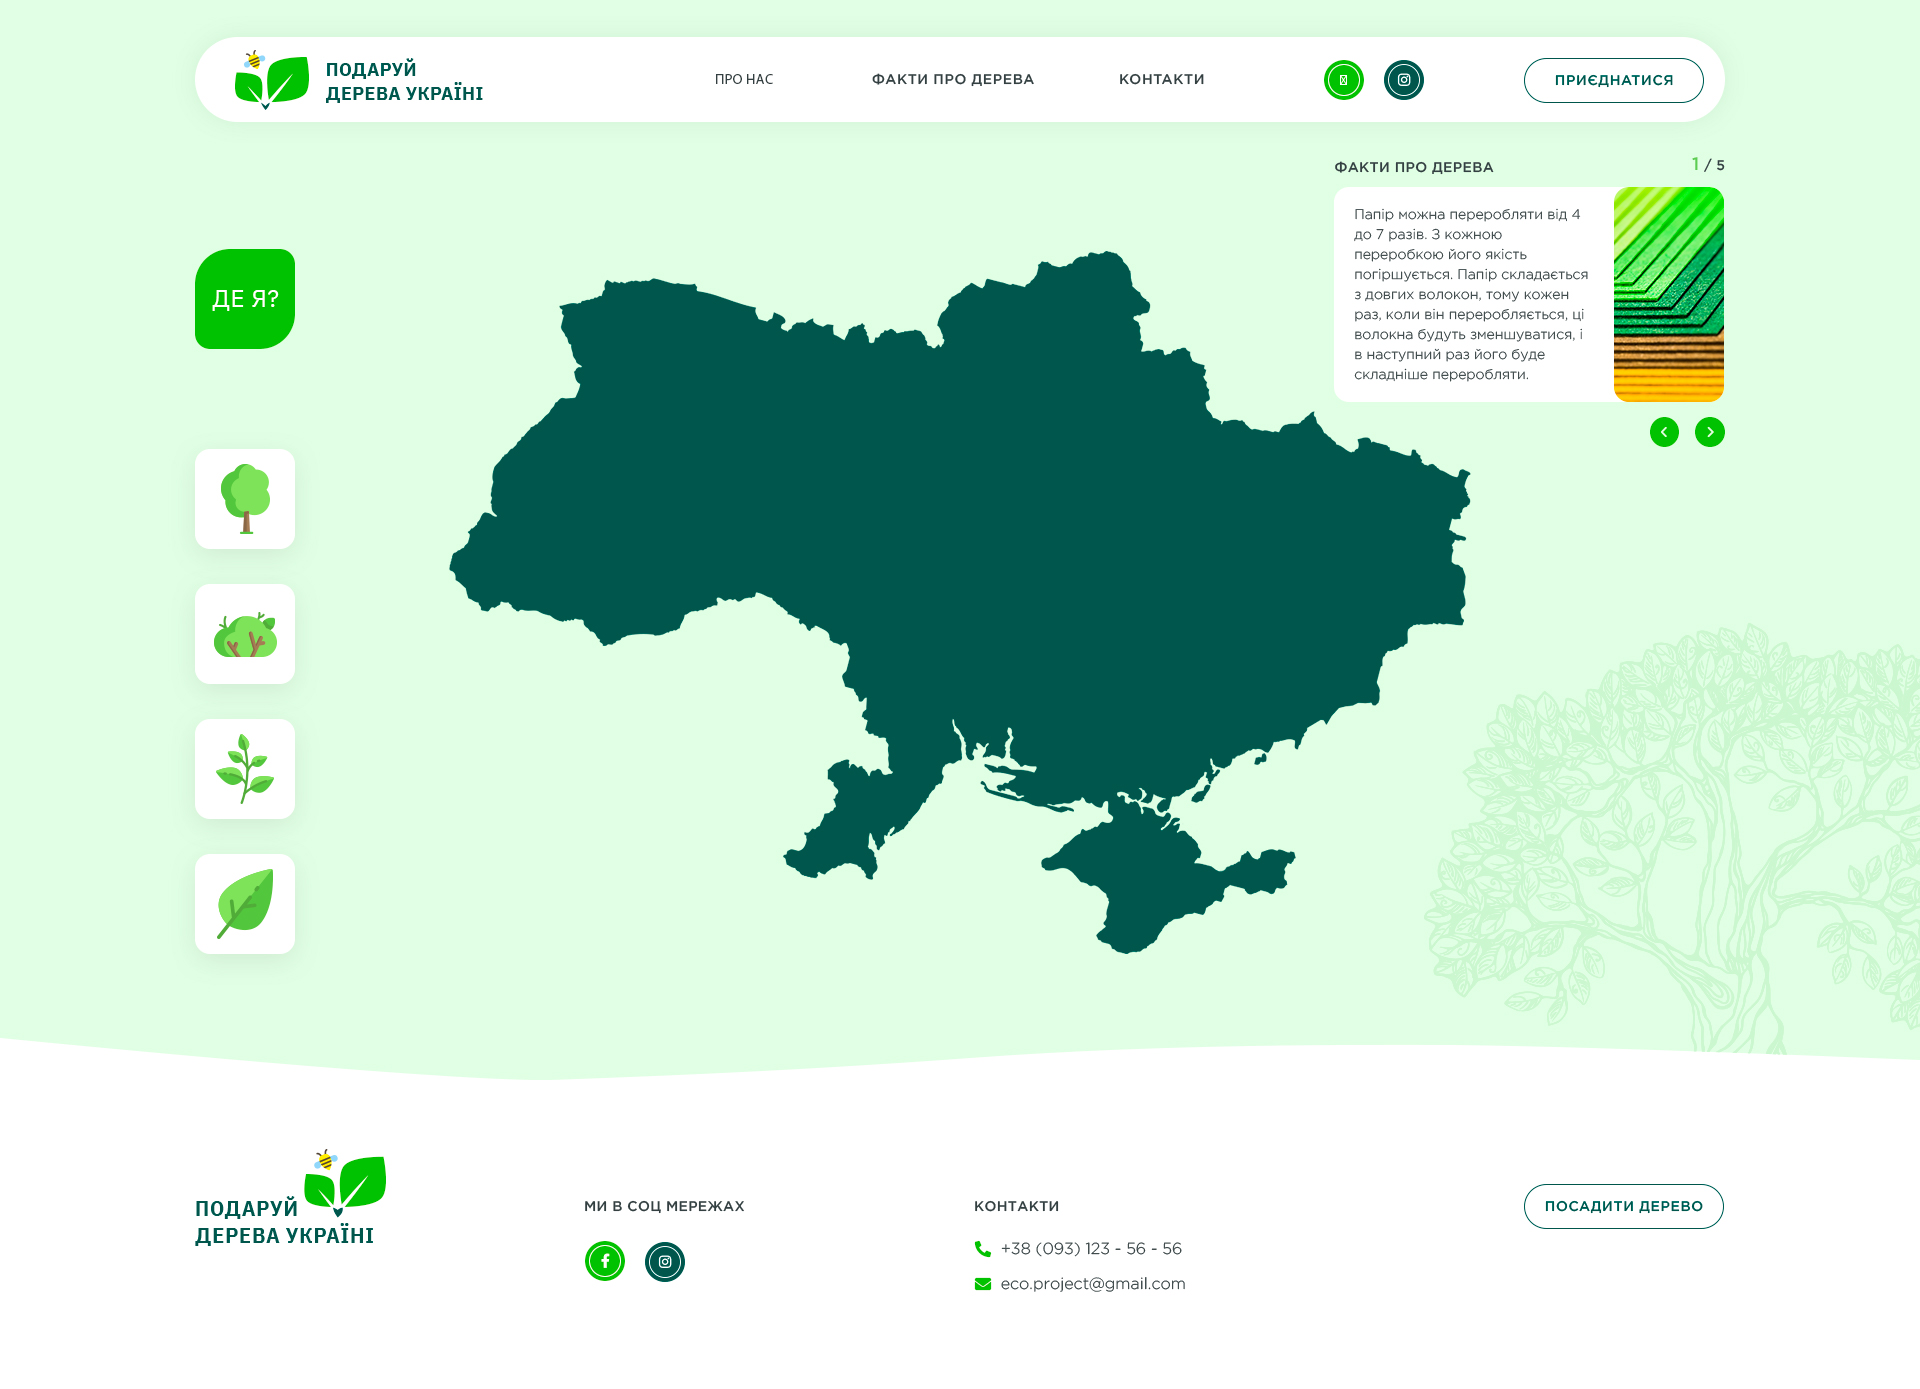 ПОДАРУЙ
ДЕРЕВА УКРАЇНІ
ПРО НАС
ФАКТИ ПРО ДЕРЕВА
КОНТАКТИ
ПРИЄДНАТИСЯ
ФАКТИ ПРО ДЕРЕВА
1 / 5
Папір можна переробляти від 4
до 7 разів. З кожною
переробкою його якість
погіршується. Папір складається
з довгих волокон, тому кожен
раз, коли він переробляється, ці
волокна будуть зменшуватися, і
в наступний раз його буде
складніше переробляти.
ДЕ Я?
ПОДАРУЙ
ДЕРЕВА УКРАЇНІ
МИ В СОЦ МЕРЕЖАХ
КОНТАКТИ
+38 (093) 123 - 56 - 56
eco.project@gmail.com
ПОСАДИТИ ДЕРЕВО